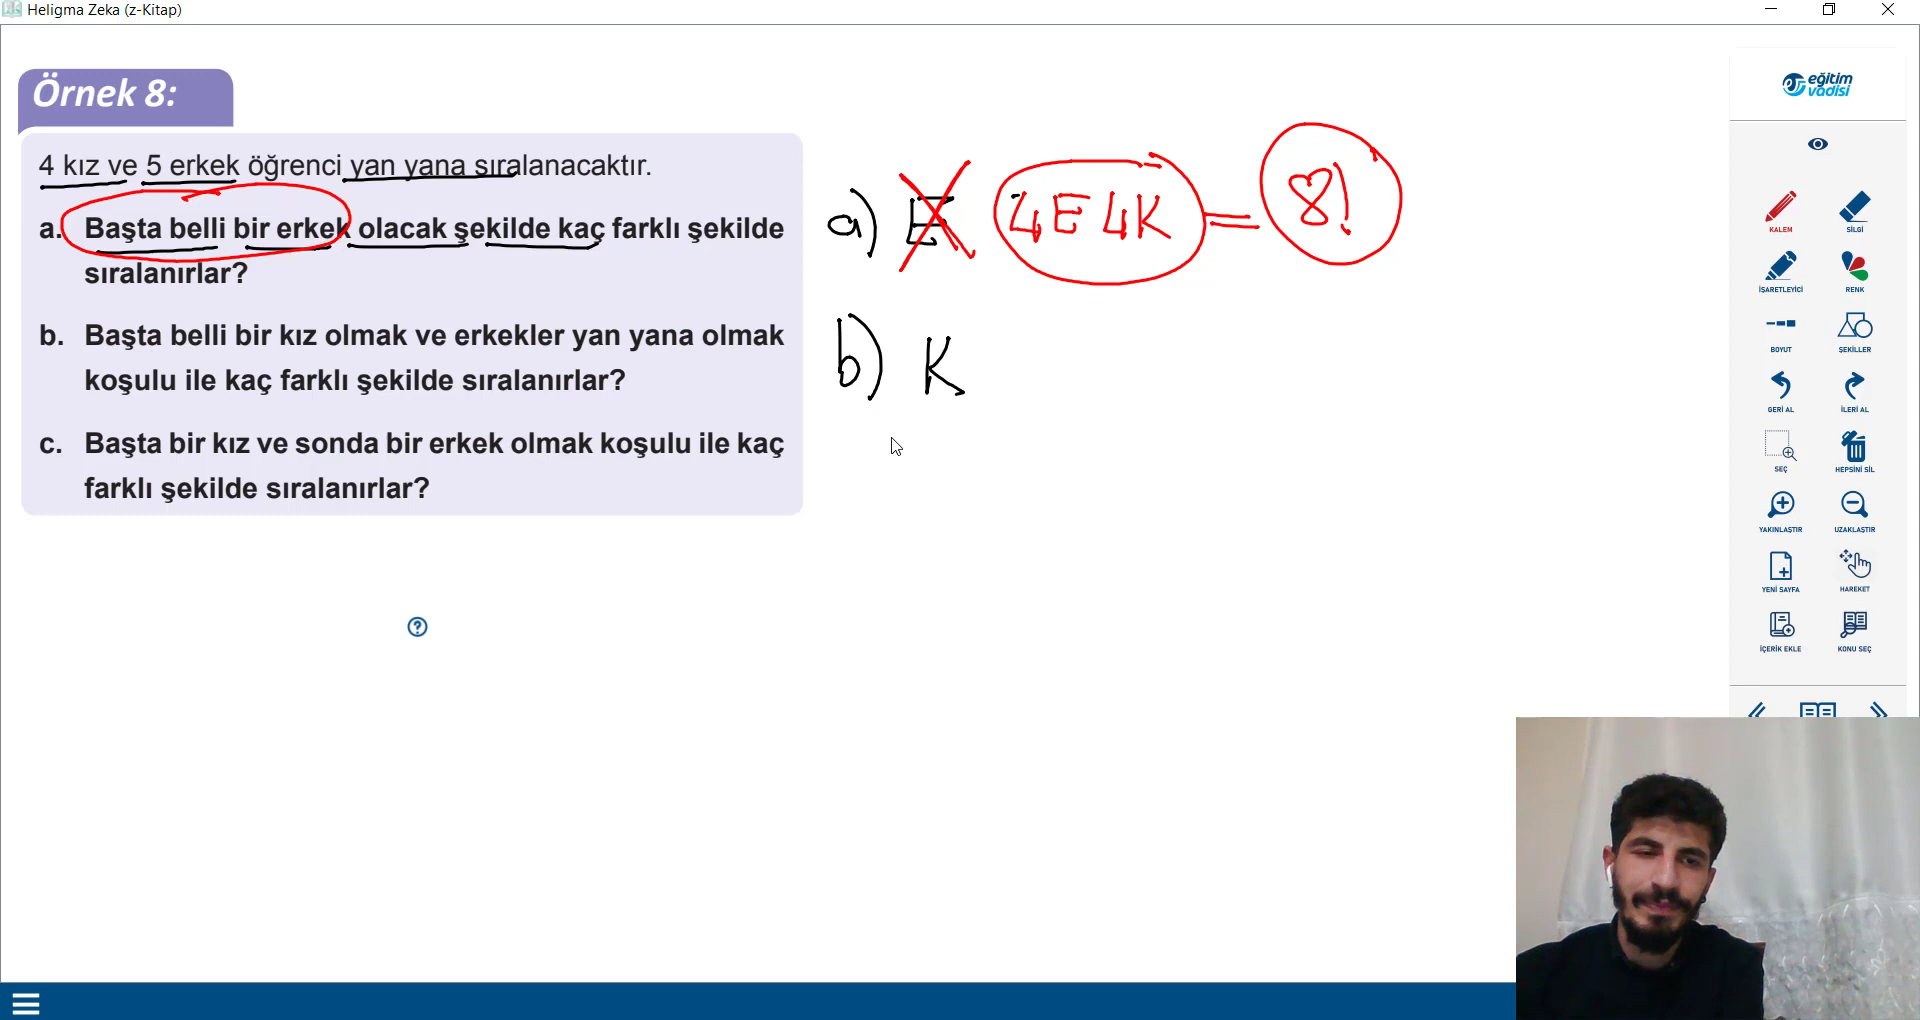 Heligma Zeka (z-Kitap)
Örnek 8:
4 kız ve 5 erkek öğrenci yan yana sıralanacaktır.
a. Başta belli bir erkek olacak şekilde kaç farklı şekilde
sıralanırlar?
b. Başta belli bir kız olmak ve erkekler yan yana olmak
koşulu ile kaç farklı şekilde sıralanırlar?
c. Başta bir kız ve sonda bir erkek olmak koşulu ile kaç
farklı şekilde sıralanırlar?
a) E 4E 4K = 8!
b) K
eğitim
vadisi
KALEM
SİLGİ
İŞARETLEYİCİ
RENK
BOYUT
ŞEKİLLER
GERİ AL
İLERİ AL
SEÇ
HEPSİNİ SİL
YAKINLAŞTIR
UZAKLAŞTIR
YENİ SAYFA
HAREKET
İÇERİK EKLE
KONU SEÇ